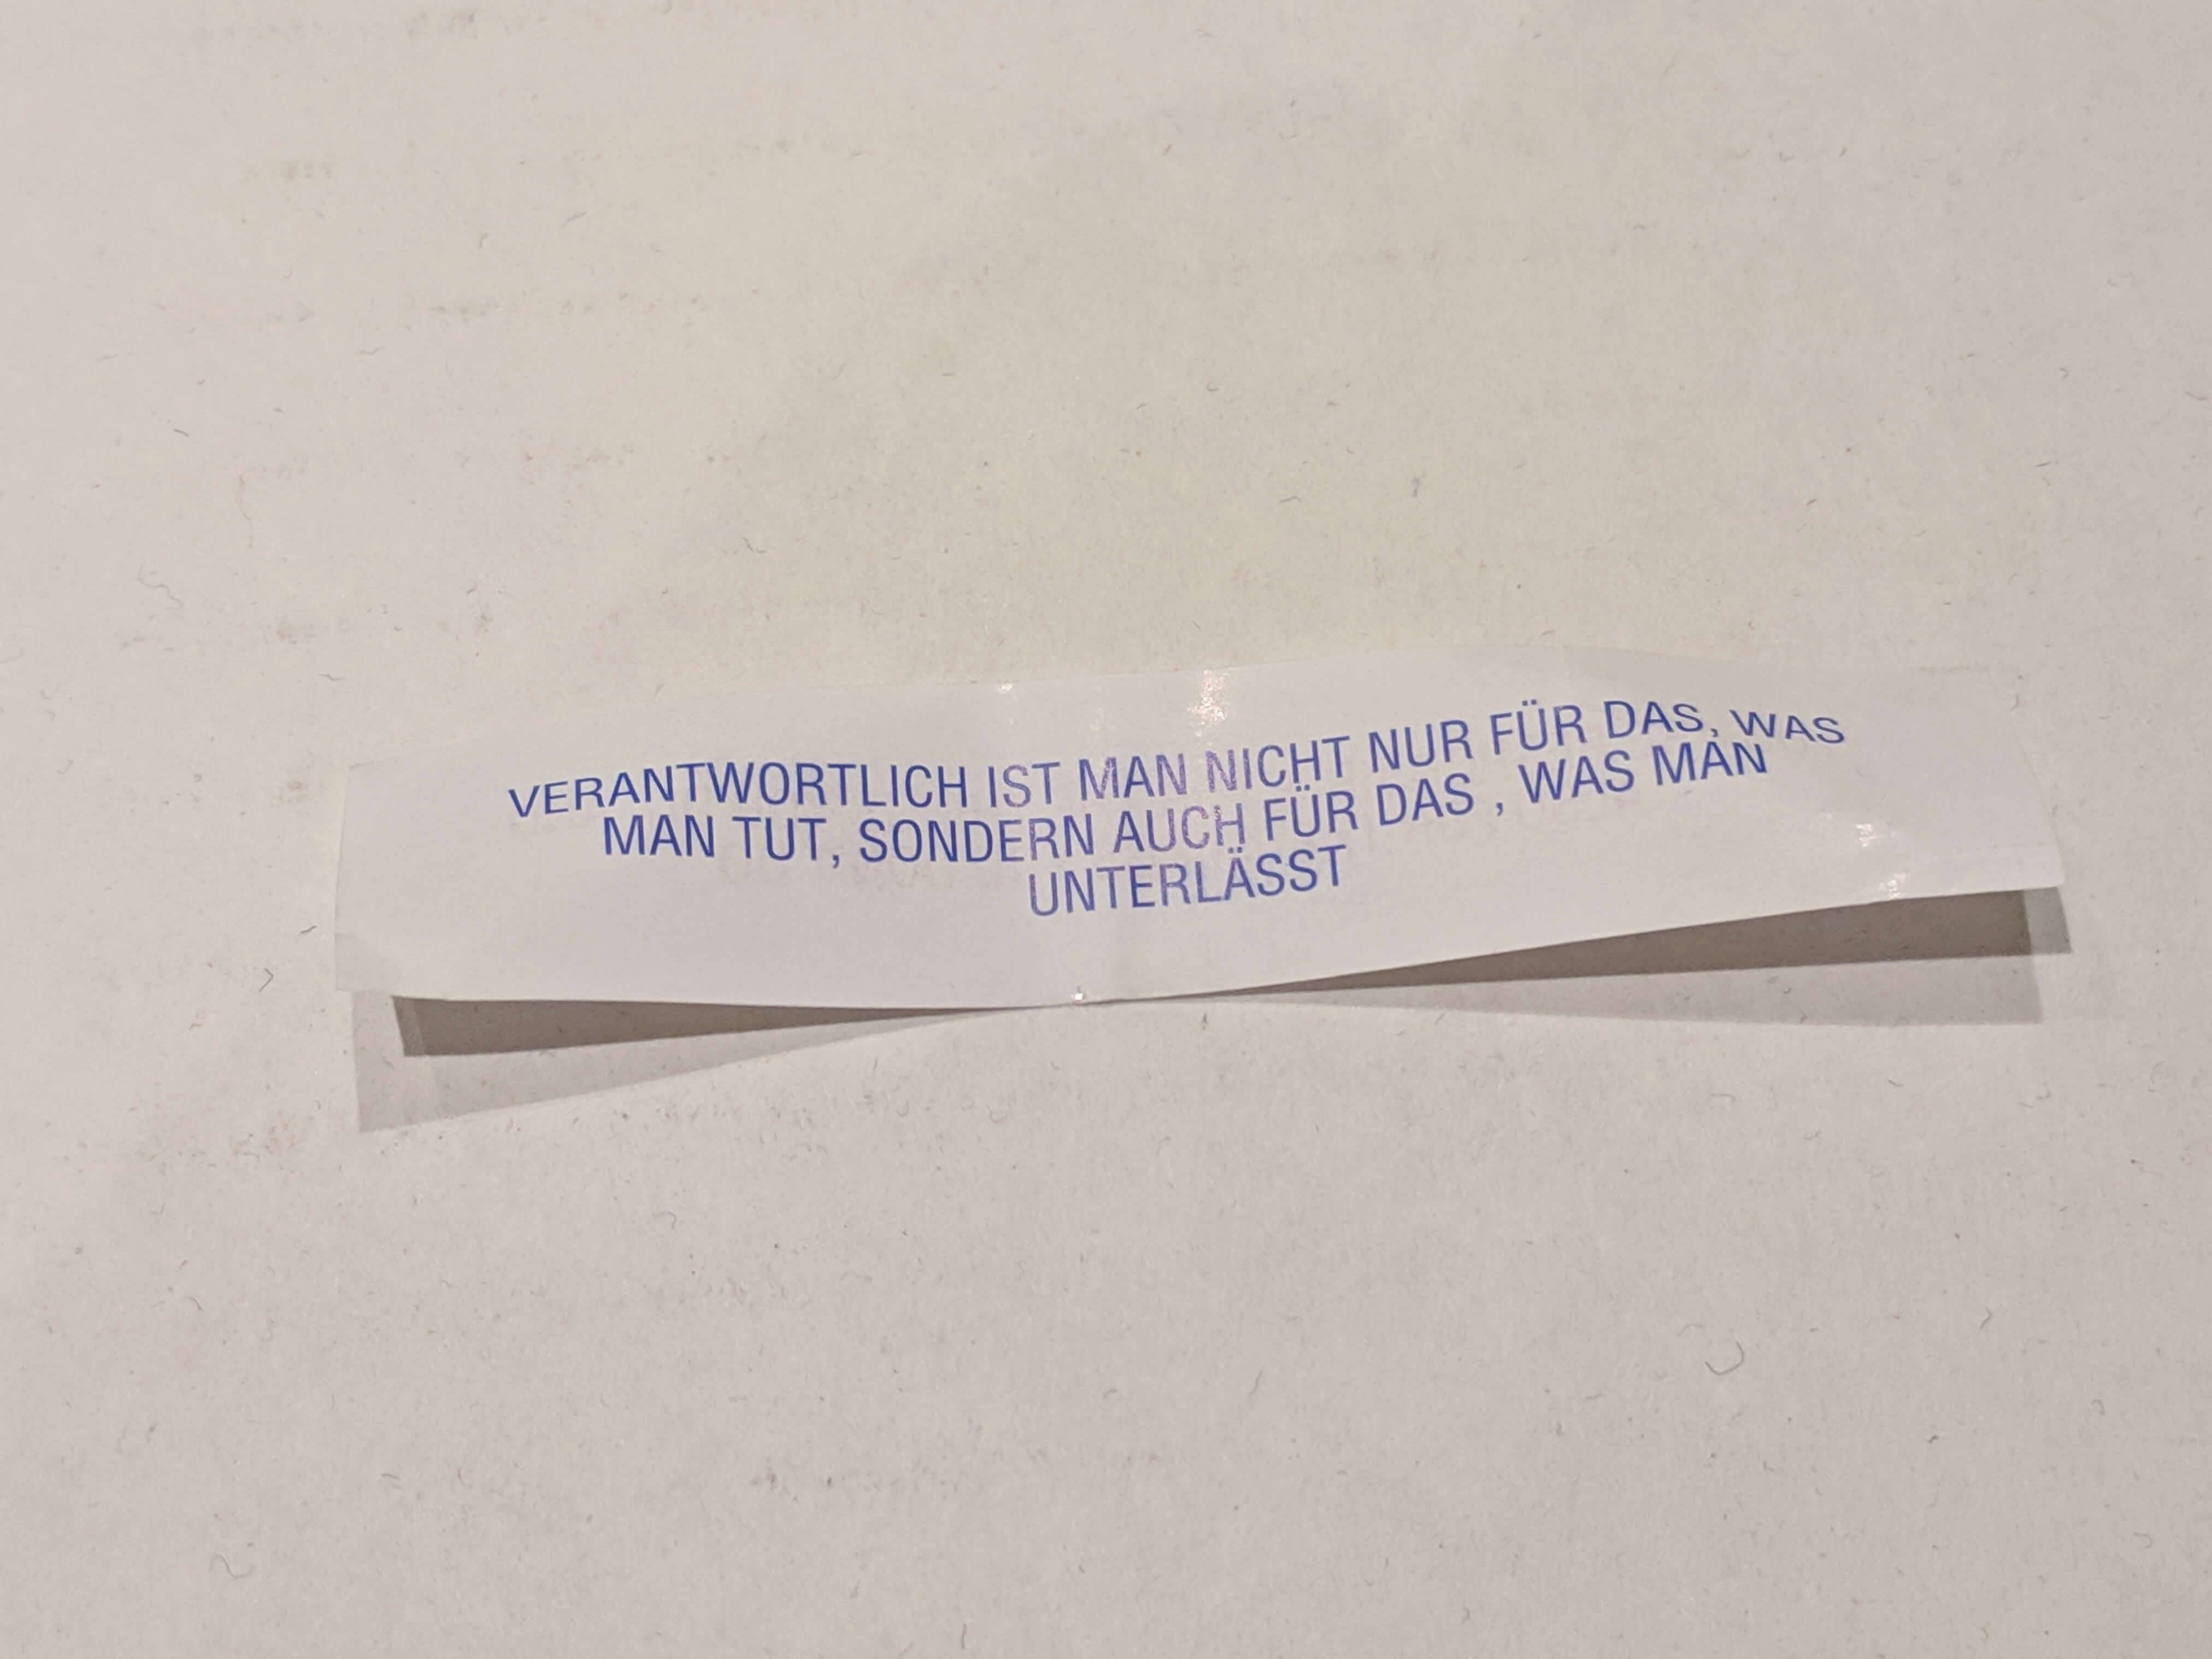 VERANTWORTLICH IST MAN NICHT NUR FÜR DAS, WAS
MAN TUT, SONDERN AUCH FÜR DAS , WAS MAN
UNTERLÄSST